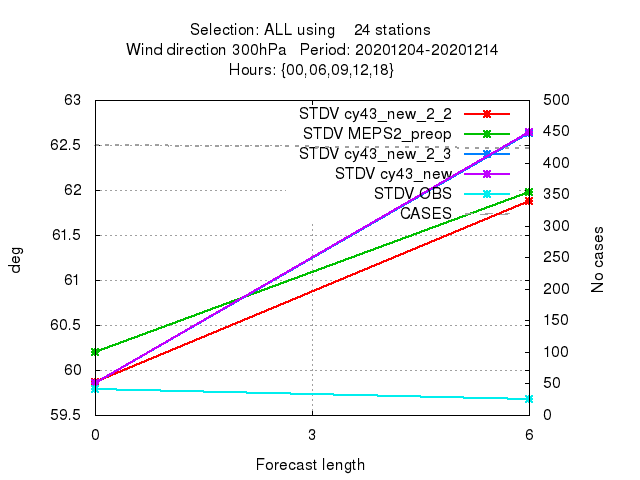 Selection: ALL using    24 stations
Wind direction 300hPa   Period: 20201204-20201214
Hours: {00,06,09,12,18}
63
62.5
62
61.5
61
60.5
60
59.5
500
450
400
350
300
250
200
150
100
50
0
STDV cy43_new_2_2
STDV MEPS2_preop
STDV cy43_new_2_3
STDV cy43_new
STDV OBS
CASES
deg
No cases
0 3 6
Forecast length